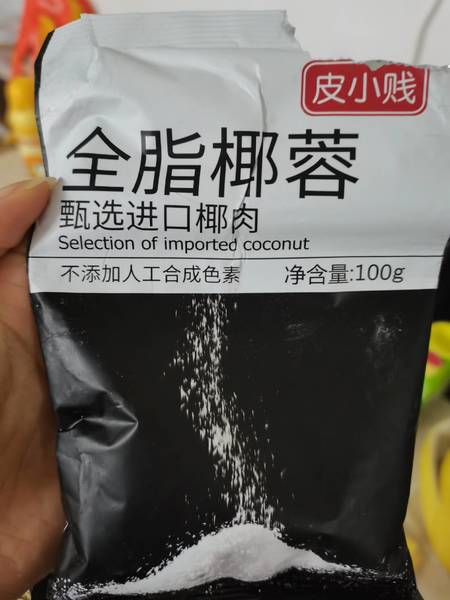 皮小贱
全脂椰蓉
甄选进口椰肉
Selection of imported coconut
不添加人工合成色素 净含量:100g